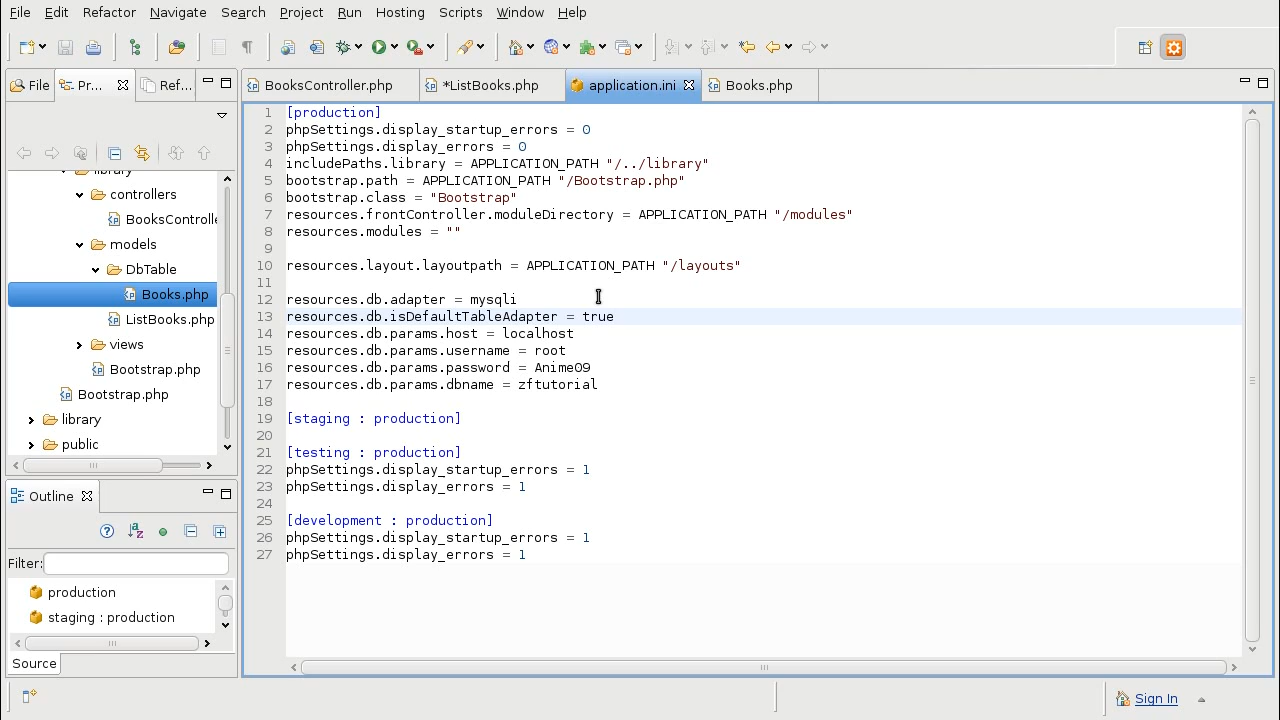 File Edit Refactor Navigate Search Project Run Hosting Scripts Window Help
File Pr... Ref...
BooksController.php *ListBooks.php application.ini Books.php
library
controllers
BooksControlle
models
DbTable
Books.php
ListBooks.php
views
Bootstrap.php
Bootstrap.php
library
public
Outline
Filter:
production
staging : production
Source
1 [production]
2 phpSettings.display_startup_errors = 0
3 phpSettings.display_errors = 0
4 includePaths.library = APPLICATION_PATH "/../library"
5 bootstrap.path = APPLICATION_PATH "/Bootstrap.php"
6 bootstrap.class = "Bootstrap"
7 resources.frontController.moduleDirectory = APPLICATION_PATH "/modules"
8 resources.modules = ""
9
10 resources.layout.layoutpath = APPLICATION_PATH "/layouts"
11
12 resources.db.adapter = mysqli
13 resources.db.isDefaultTableAdapter = true
14 resources.db.params.host = localhost
15 resources.db.params.username = root
16 resources.db.params.password = Anime09
17 resources.db.params.dbname = zftutorial
18
19 [staging : production]
20
21 [testing : production]
22 phpSettings.display_startup_errors = 1
23 phpSettings.display_errors = 1
24
25 [development : production]
26 phpSettings.display_startup_errors = 1
27 phpSettings.display_errors = 1
Sign In